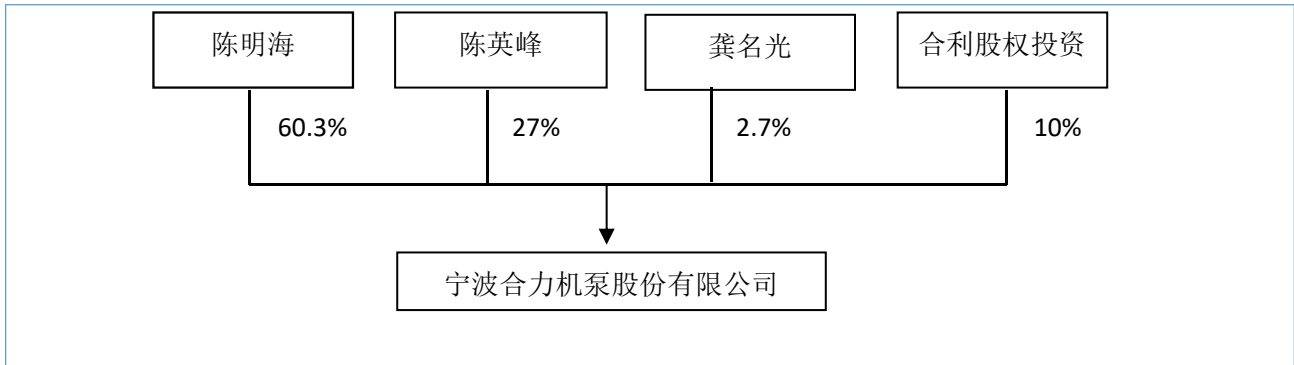 陈明海
陈英峰
龚名光
合利股权投资
60.3%
27%
2.7%
10%
宁波合力机泵股份有限公司